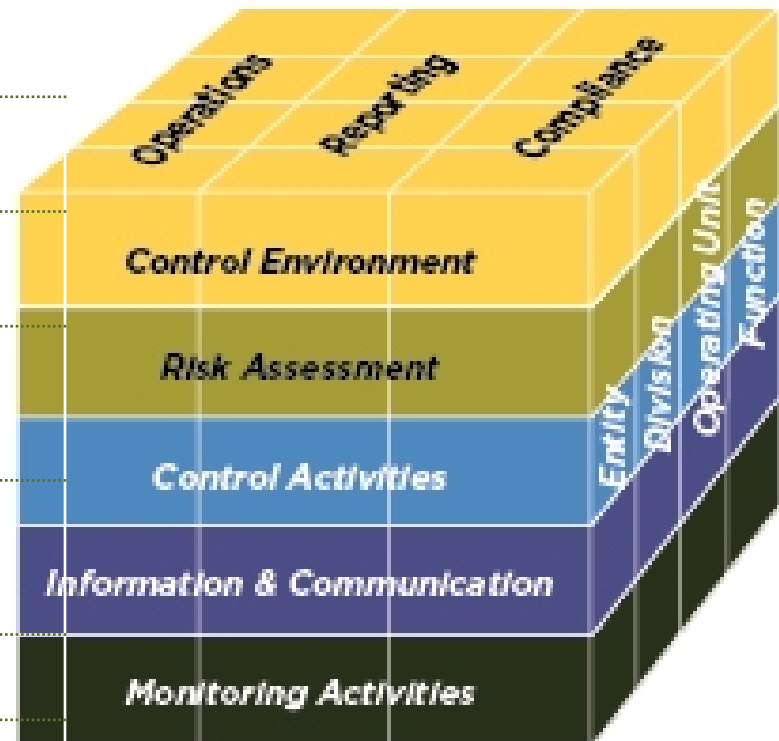 Operations
Reporting
Compliance
Control Environment
Risk Assessment
Control Activities
Information & Communication
Monitoring Activities
Entity
Division
Operating Unit
Function